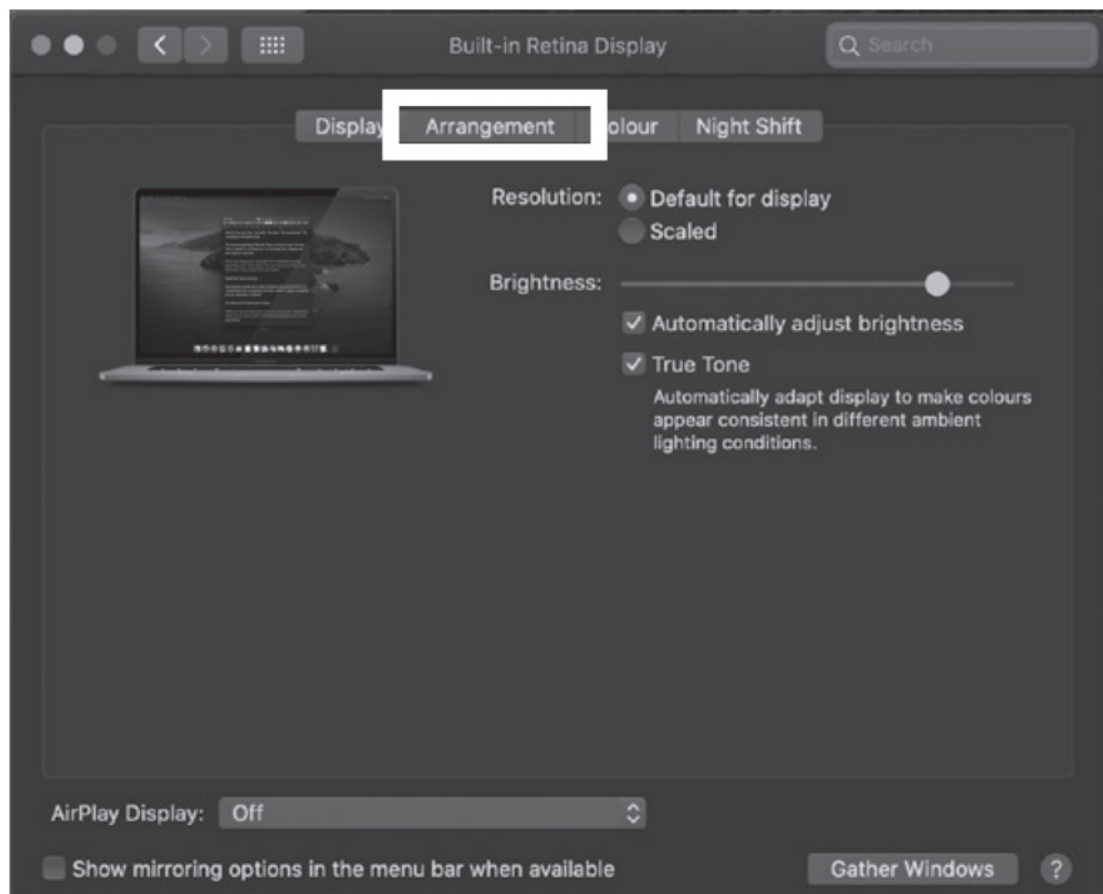 Built-in Retina Display
Search
Display Arrangement olour Night Shift
Resolution: Default for display
Scaled
Brightness:
Automatically adjust brightness
True Tone
Automatically adapt display to make colours
appear consistent in different ambient
lighting conditions.
AirPlay Display: Off
Show mirroring options in the menu bar when available
Gather Windows ?